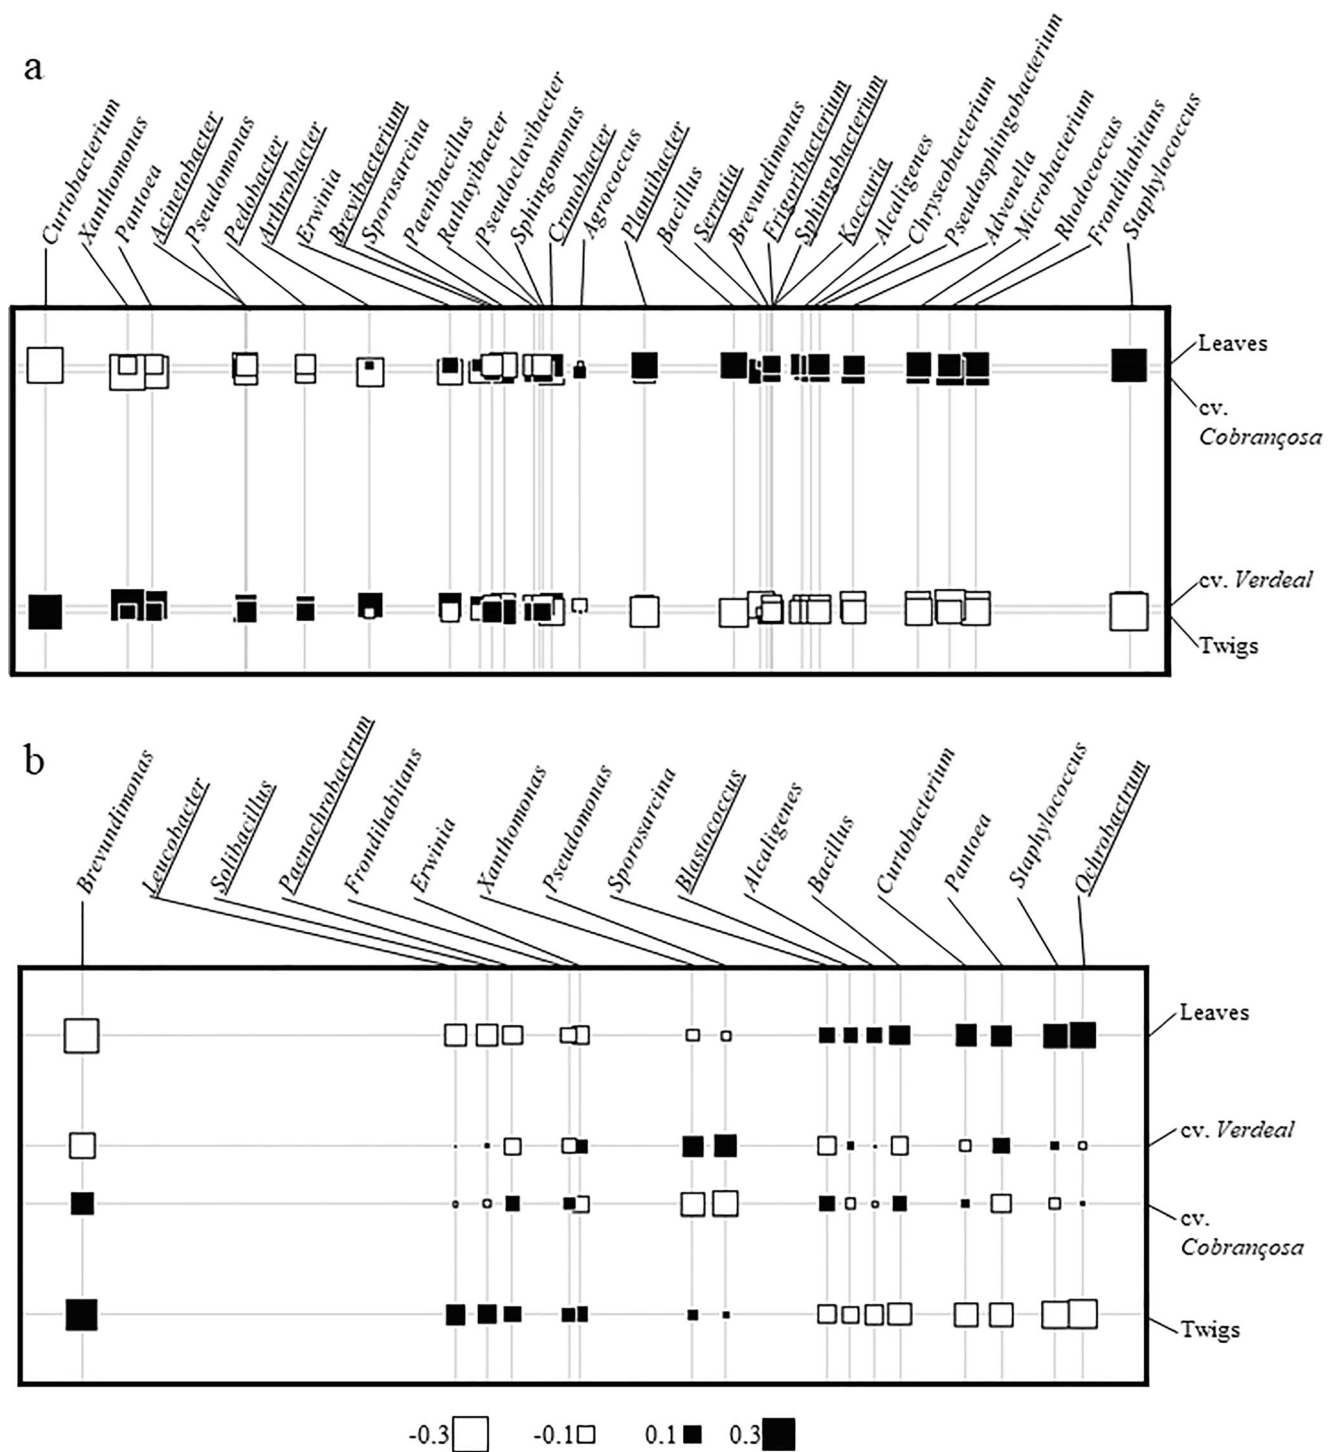 a
Curtobacterium
Xanthomonas
Pantoea
Acinetobacter
Pseudomonas
Pedobacter
Arthrobacter
Erwinia
Brevibacterium
Sporosarcina
Paenibacillus
Rathayibacter
Pseudoclavibacter
Sphingomonas
Cronobacter
Agrococcus
Plantibacter
Bacillus
Serratia
Brevundimonas
Frigoribacterium
Sphingobacterium
Koccuria
Alcaligenes
Chryseobacterium
Pseudosphingobacterium
Advenella
Microbacterium
Rhodococcus
Frondihabitans
Staphylococcus
Leaves
cv.
Cobrançosa
cv. Verdeal
Twigs
b
Brevundimonas
Leucobacter
Solibacillus
Paenochrobactrum
Frondihabitans
Erwinia
Xanthomonas
Pseudomonas
Sporosarcina
Blastococcus
Alcaligenes
Bacillus
Curtobacterium
Pantoea
Staphylococcus
Ochrobactrum
Leaves
cv. Verdeal
cv.
Cobrançosa
Twigs
-0.3 -0.1 0.1 0.3